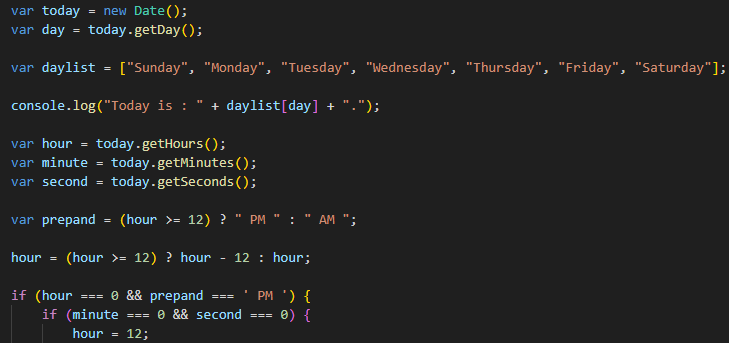 var today = new Date();
var day = today.getDay();
var daylist = ["Sunday", "Monday", "Tuesday", "Wednesday", "Thursday", "Friday", "Saturday"];
console.log("Today is : " + daylist[day] + ".");
var hour = today.getHours();
var minute = today.getMinutes();
var second = today.getSeconds();
var prepand = (hour >= 12) ? " PM " : " AM ";
hour = (hour >= 12) ? hour - 12 : hour;
if (hour === 0 && prepand === ' PM ') {
    if (minute === 0 && second === 0) {
        hour = 12;